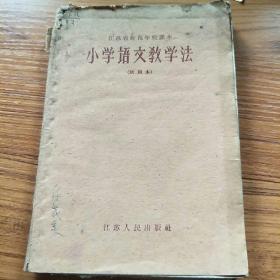 江苏省师范学校课本
小学语文教学法
(试用本)
江苏人民出版社